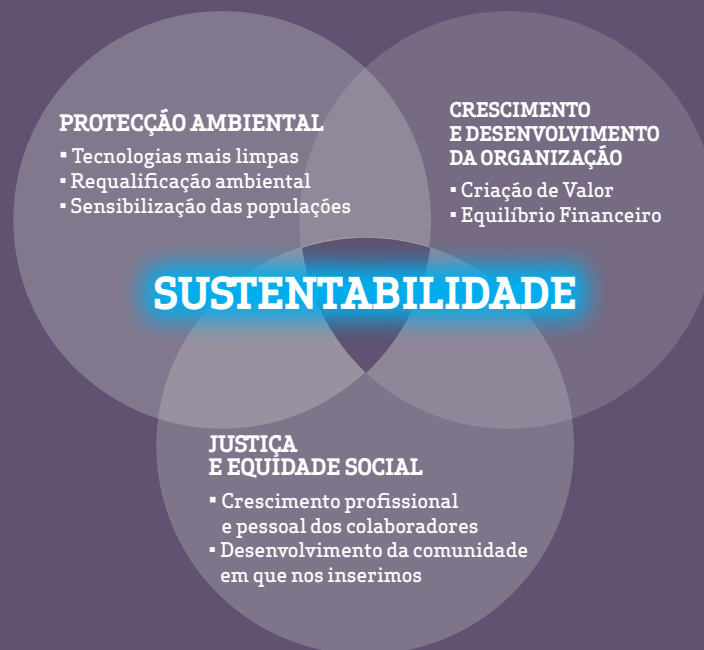 PROTECÇÃO AMBIENTAL
▪ Tecnologias mais limpas
▪ Requalificação ambiental
▪ Sensibilização das populações
CRESCIMENTO
E DESENVOLVIMENTO
DA ORGANIZAÇÃO
▪ Criação de Valor
▪ Equilíbrio Financeiro
SUSTENTABILIDADE
JUSTIÇA
E EQUIDADE SOCIAL
▪ Crescimento profissional
e pessoal dos colaboradores
▪ Desenvolvimento da comunidade
em que nos inserimos